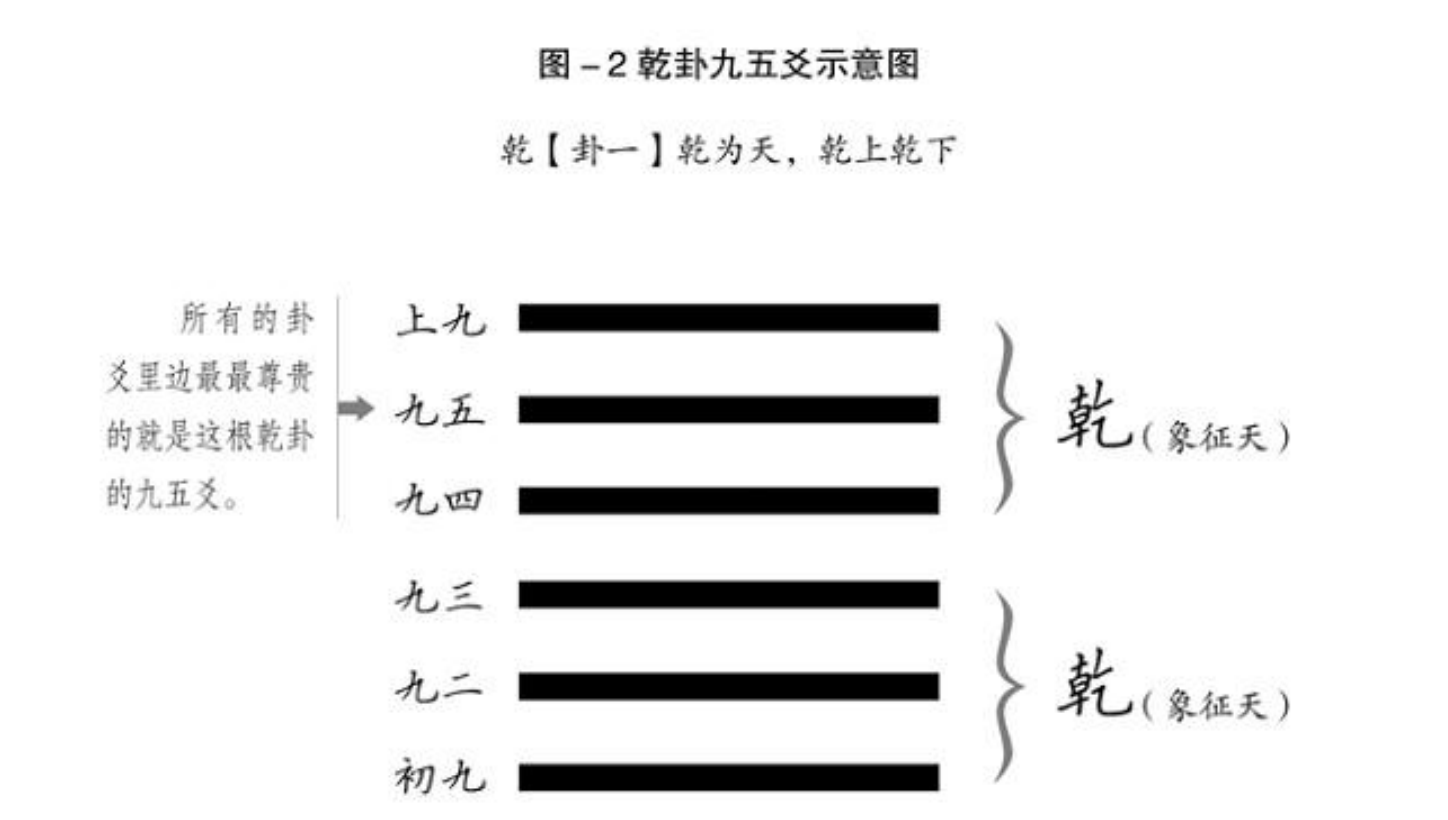 图-2 乾卦九五爻示意图
乾【卦一】乾为天，乾上乾下
所有的卦
爻里边最最尊贵
的就是这根乾卦
的九五爻。
上九
九五
九四
乾(象征天)
九三
九二
初九
乾(象征天)